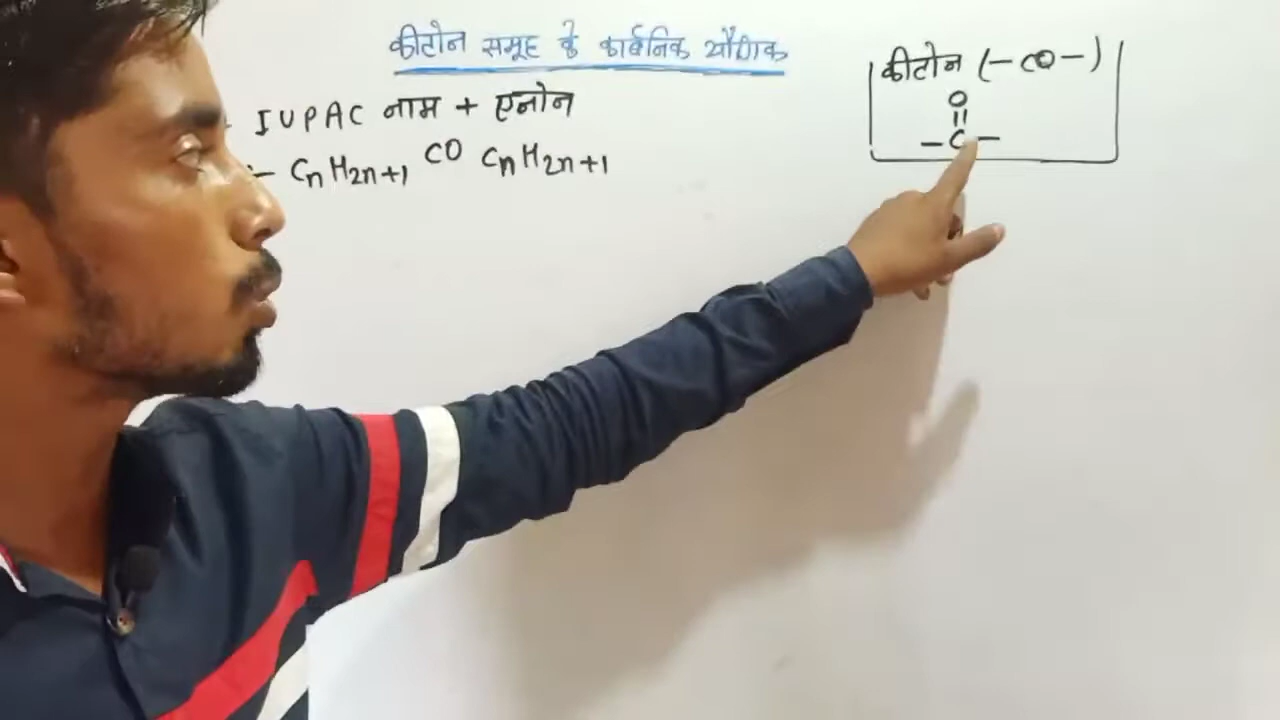 कीटोन समूह के कार्बनिक यौगिक
IUPAC नाम + एनोन
:- CnH2n+1 CO CnH2n+1
कीटोन (-CO-)
O
||
-C-